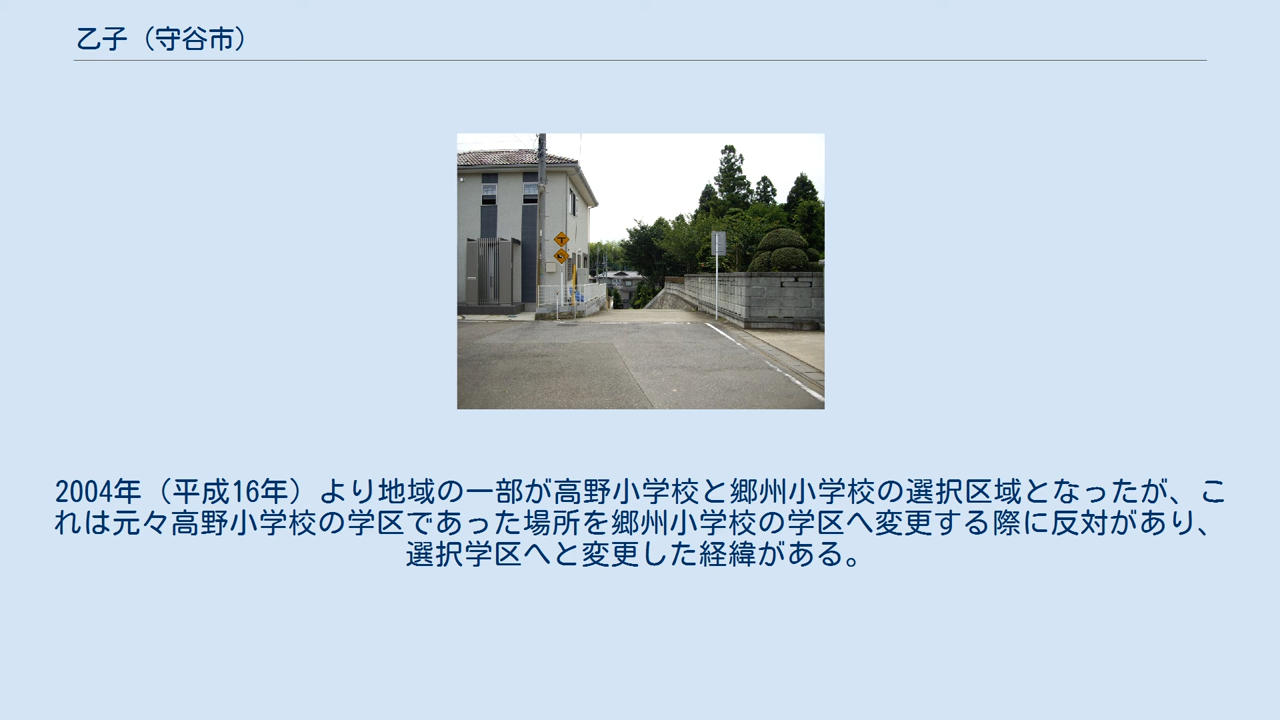 乙子（守谷市）
2004年（平成16年）より地域の一部が高野小学校と郷州小学校の選択区域となったが、こ
れは元々高野小学校の学区であった場所を郷州小学校の学区へ変更する際に反対があり、
選択学区へと変更した経緯がある。